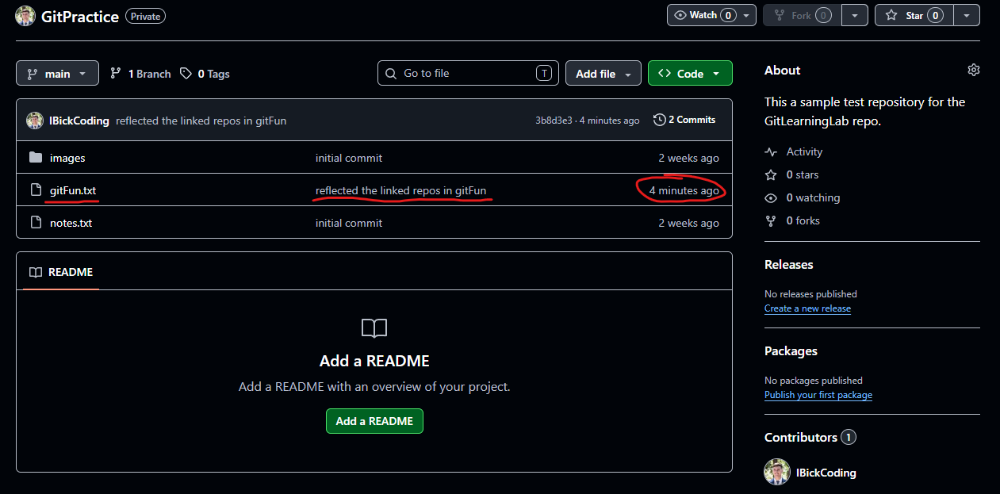 GitPractice Private Watch 0 Fork 0 Star 0
main 1 Branch 0 Tags Go to file T Add file Code
IBickCoding reflected the linked repos in gitFun 3b8d3e3 · 4 minutes ago 2 Commits
images initial commit 2 weeks ago
gitFun.txt reflected the linked repos in gitFun 4 minutes ago
notes.txt initial commit 2 weeks ago
README
Add a README
Add a README with an overview of your project.
Add a README
About
This a sample test repository for the
GitLearningLab repo.
Activity
0 stars
0 watching
0 forks
Releases
No releases published
Create a new release
Packages
No packages published
Publish your first package
Contributors 1
IBickCoding